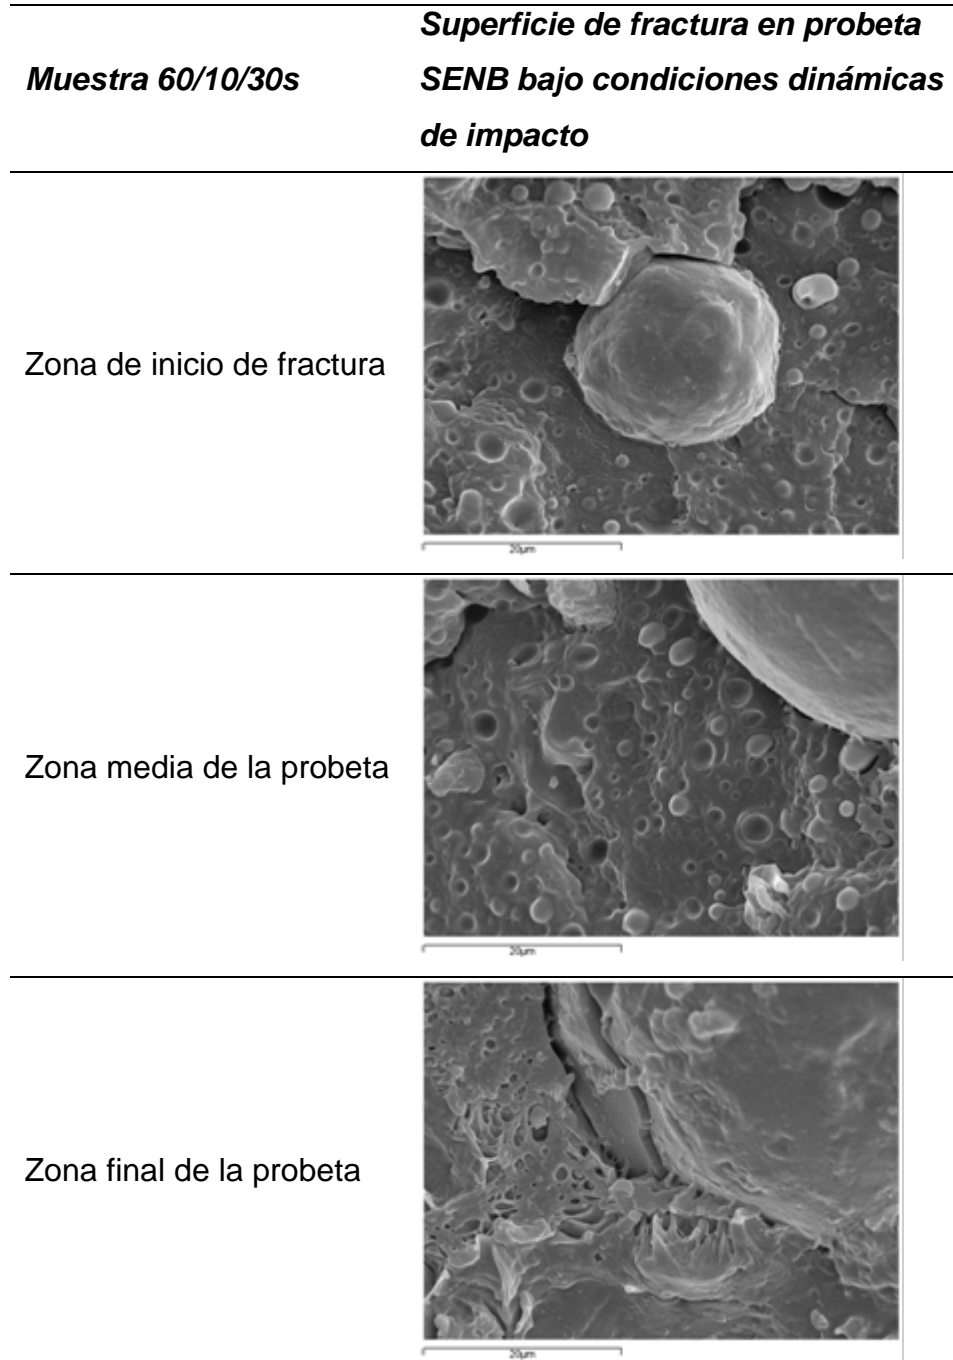 Muestra 60/10/30s
Superficie de fractura en probeta
SENB bajo condiciones dinámicas
de impacto
Zona de inicio de fractura
20µm
Zona media de la probeta
20µm
Zona final de la probeta
20µm